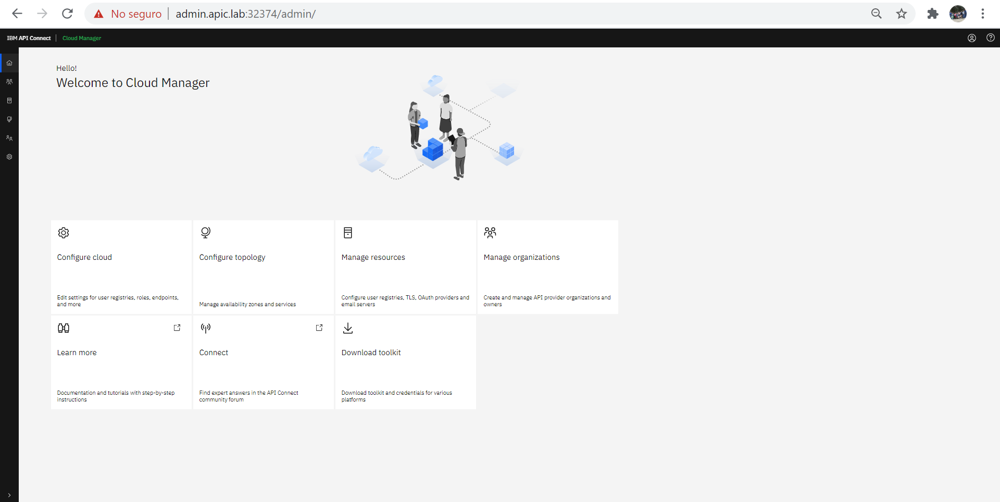 No seguro
admin.apic.lab:32374/admin/
IBM API Connect
Cloud Manager
Hello!
Welcome to Cloud Manager
Configure cloud
Edit settings for user registries, roles, endpoints,
and more
Configure topology
Manage availability zones and services
Manage resources
Configure user registries, TLS, OAuth providers and
email servers
Manage organizations
Create and manage API provider organizations and
owners
Learn more
Documentation and tutorials with step-by-step
instructions
Connect
Find expert answers in the API Connect
community forum
Download toolkit
Download toolkit and credentials for various
platforms